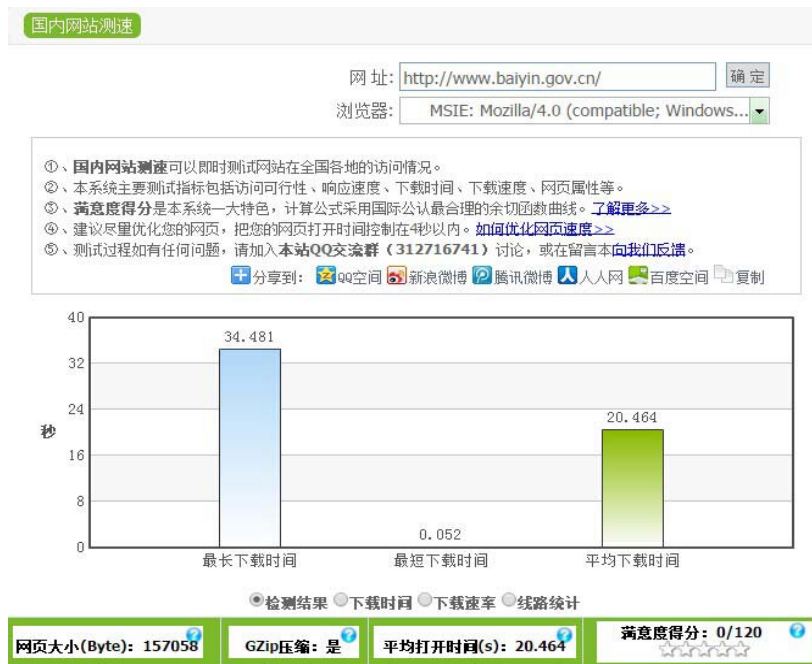 国内网站测速
网 址: http://www.baiyin.gov.cn/ 确 定
浏览器: MSIE: Mozilla/4.0 (compatible; Windows...
①、国内网站测速可以即时测试网站在全国各地的访问情况。
②、本系统主要测试指标包括访问可行性、响应速度、下载时间、下载速度、网页属性等。
③、满意度得分是本系统一大特色，计算公式采用国际公认最合理的余切函数曲线。了解更多>>
④、建议尽量优化您的网页，把您的网页打开时间控制在4秒以内。如何优化网页速度>>
⑤、测试过程如有任何问题，请加入本站QQ交流群（312716741）讨论，或在留言本向我们反馈。
分享到： QQ空间 新浪微博 腾讯微博 人人网 百度空间 复制
40
34.481
32
24
20.464
秒
16
8
0.052
0
最长下载时间 最短下载时间 平均下载时间
检测结果 下载时间 下载速率 线路统计
网页大小(Byte): 157058 GZip压缩: 是 平均打开时间(s): 20.464 满意度得分: 0/120